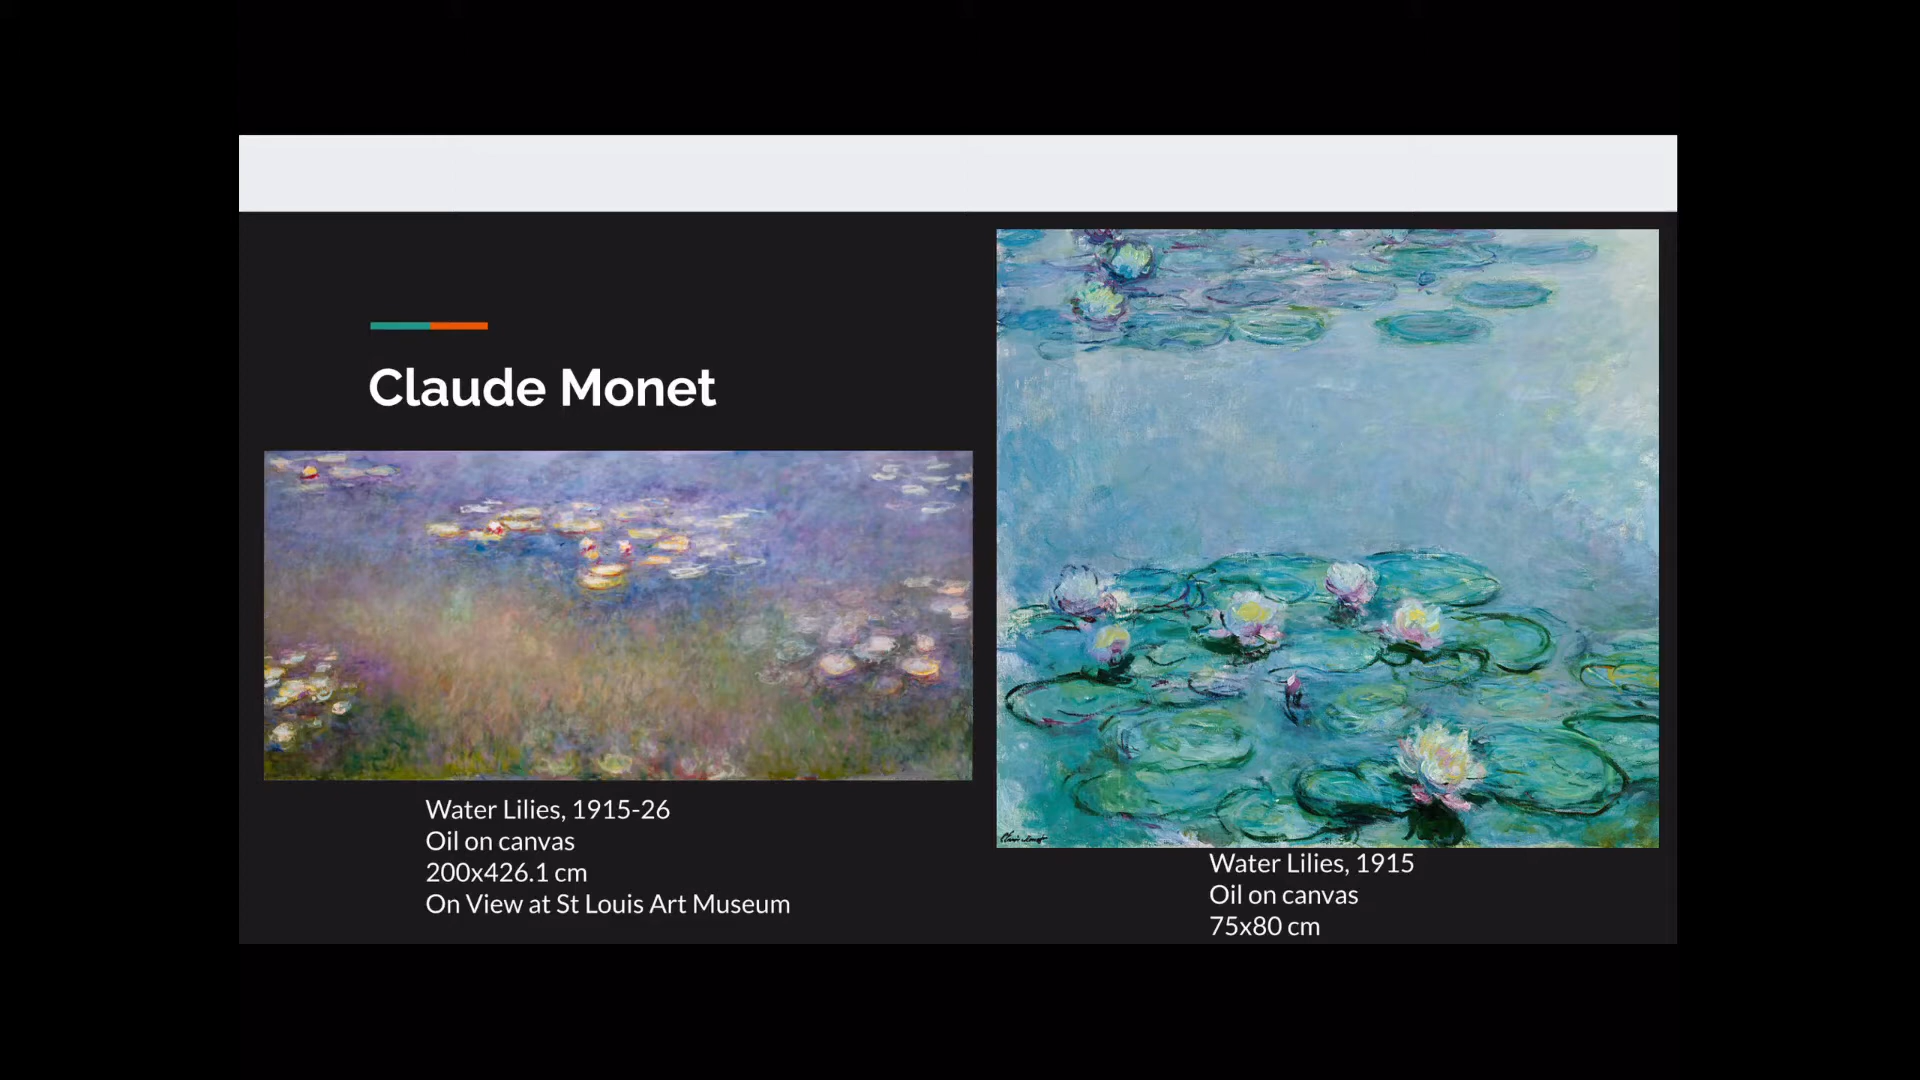 Claude Monet
Water Lilies, 1915-26
Oil on canvas
200x426.1 cm
On View at St Louis Art Museum
Water Lilies, 1915
Oil on canvas
75x80 cm